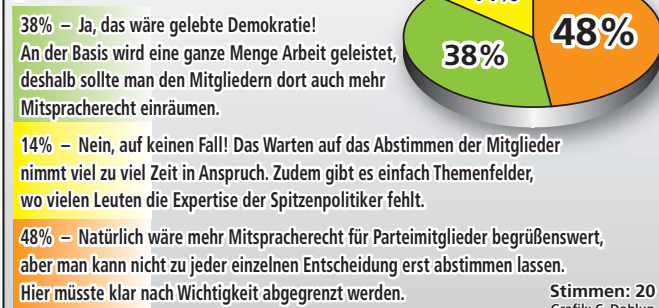 38% – Ja, das wäre gelebte Demokratie!
An der Basis wird eine ganze Menge Arbeit geleistet,
deshalb sollte man den Mitgliedern dort auch mehr
Mitspracherecht einräumen.
38%
48%
14% – Nein, auf keinen Fall! Das Warten auf das Abstimmen der Mitglieder
nimmt viel zu viel Zeit in Anspruch. Zudem gibt es einfach Themenfelder,
wo vielen Leuten die Expertise der Spitzenpolitiker fehlt.
48% – Natürlich wäre mehr Mitspracherecht für Parteimitglieder begrüßenswert,
aber man kann nicht zu jeder einzelnen Entscheidung erst abstimmen lassen.
Hier müsste klar nach Wichtigkeit abgegrenzt werden.
Stimmen: 20